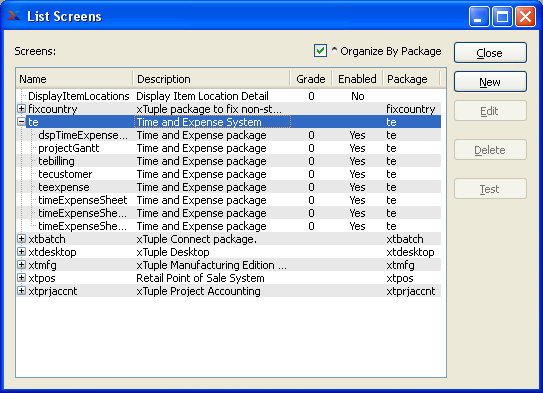 List Screens
Screens:
^ Organize By Package
Close
New
Edit
Delete
Test
Name Description Grade Enabled Package
DisplayItemLocations Display Item Location Detail 0 No
fixcountry xTuple package to fix non-st... fixcountry
te Time and Expense System te
dspTimeExpense... Time and Expense package 0 Yes te
projectGantt Time and Expense package 0 Yes te
tebilling Time and Expense package 0 Yes te
tecustomer Time and Expense package 0 Yes te
teexpense Time and Expense package 0 Yes te
timeExpenseSheet Time and Expense package 0 Yes te
timeExpenseShe... Time and Expense package 0 Yes te
timeExpenseShe... Time and Expense package 0 Yes te
xtbatch xTuple Connect package. xtbatch
xtdesktop xTuple Desktop xtdesktop
xtmfg xTuple Manufacturing Edition ... xtmfg
xtpos Retail Point of Sale System xtpos
xtprjaccnt xTuple Project Accounting xtprjaccnt